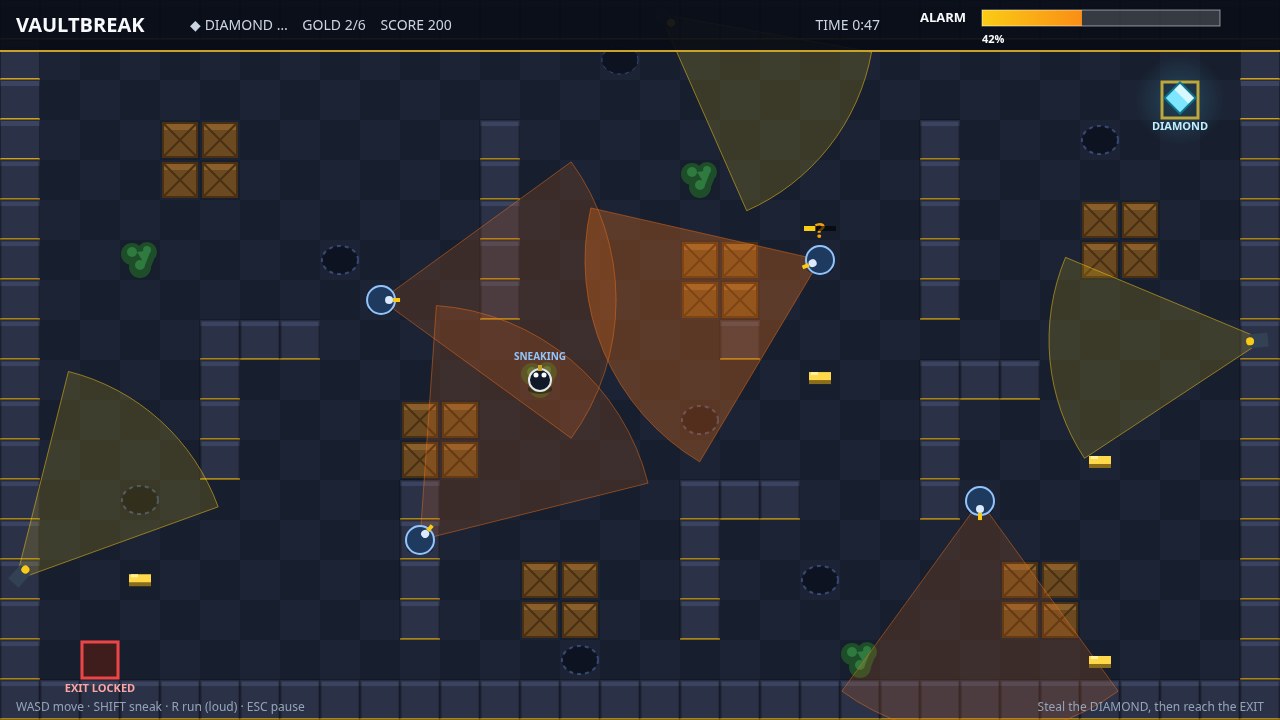 VAULTBREAK
◆ DIAMOND ... GOLD 2/6 SCORE 200
TIME 0:47
ALARM
42%
DIAMOND
?
SNEAKING
EXIT LOCKED
WASD move · SHIFT sneak · R run (loud) · ESC pause
Steal the DIAMOND, then reach the EXIT